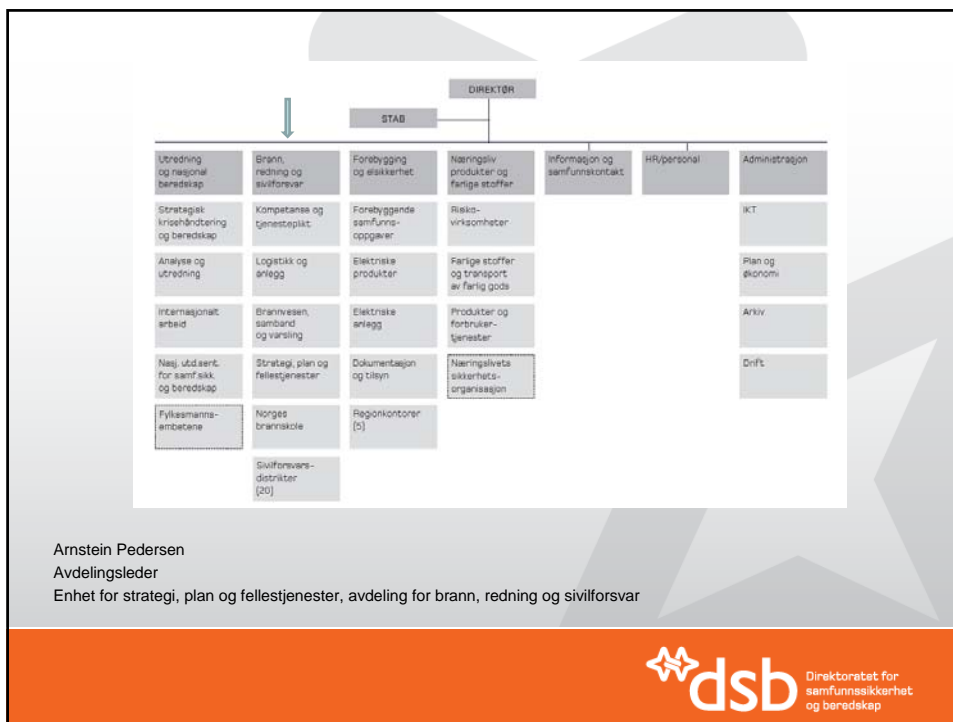 DIREKTØR
STAB
Utredning
og nasjonal
beredskap
Strategisk
krisehåndtering
og beredskap
Analyse og
utredning
Internasjonalt
arbeid
Nasj. utd.sent.
for samf.sikk.
og beredskap
Fylkesmanns-
embetene
Brann,
redning og
sivilforsvar
Kompetanse og
tjenesteplikt
Logistikk og
anlegg
Brannvesen,
samband
og varsling
Strategi, plan og
fellestjenester
Norges
brannskole
Sivilforsvars-
distrikter
(20)
Forebygging
og elsikkerhet
Forebyggende
samfunns-
oppgaver
Elektriske
produkter
Elektriske
anlegg
Dokumentasjon
og tilsyn
Regionkontorer
(5)
Næringsliv
produkter og
farlige stoffer
Risiko-
virksomheter
Farlige stoffer
og transport
av farlig gods
Produkter og
forbruker-
tjenester
Næringslivets
sikkerhets-
organisasjon
Informasjon og
samfunnskontakt
HR/personal
Administrasjon
IKT
Plan og
økonomi
Arkiv
Drift
Arnstein Pedersen
Avdelingsleder
Enhet for strategi, plan og fellestjenester, avdeling for brann, redning og sivilforsvar
dsb
Direktoratet for
samfunnssikkerhet
og beredskap